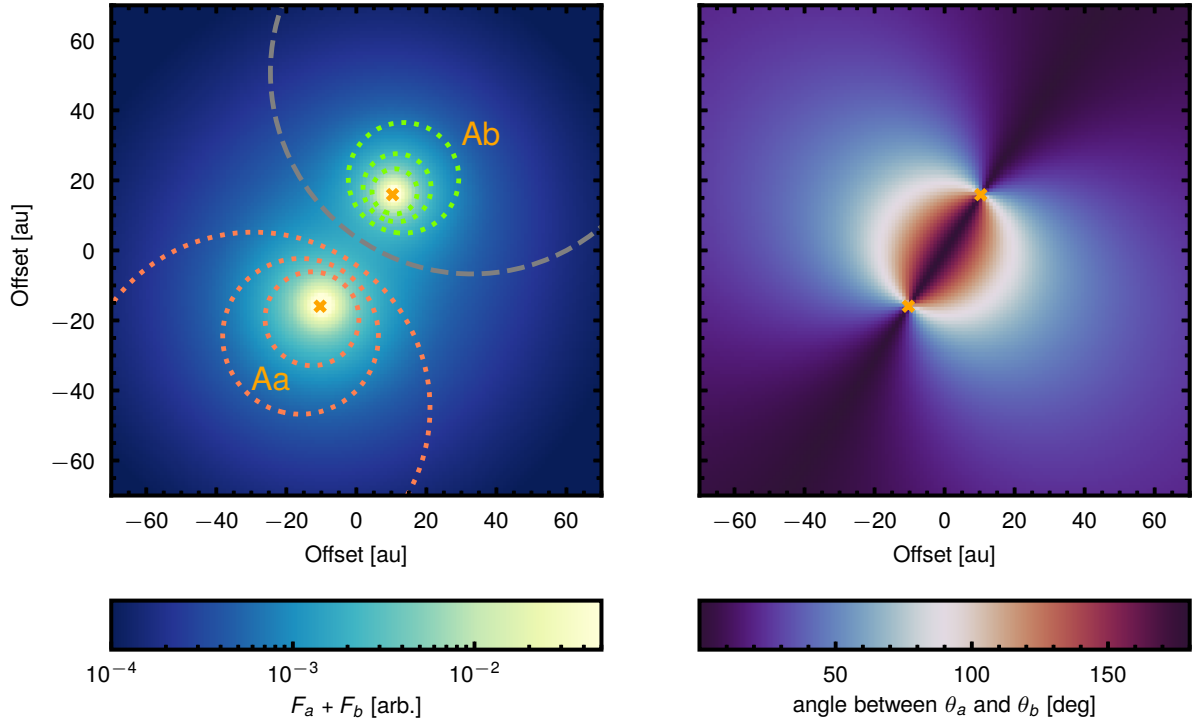 60
40
20
0
−20
−40
−60
Offset [au]
Ab
Aa
−60 −40 −20 0 20 40 60
Offset [au]
−60 −40 −20 0 20 40 60
Offset [au]
10⁻⁴ 10⁻³ 10⁻²
Fₐ + F_b [arb.]
50 100 150
angle between θₐ and θ_b [deg]